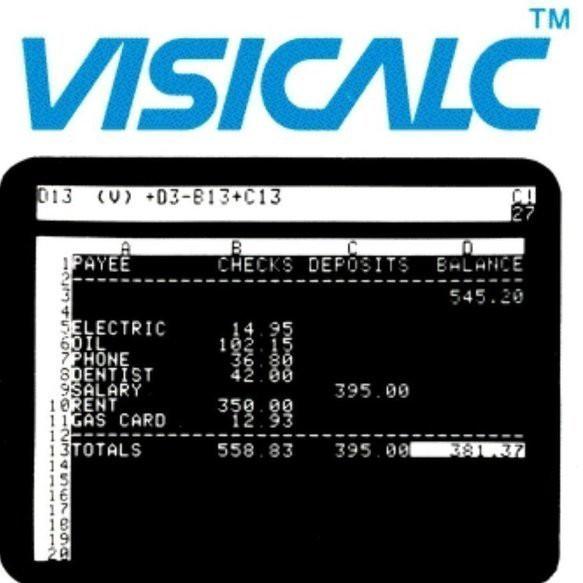 TM
VISICALC
D13 (V) +D3-B13+C13 C!
27
A B C D
1 PAYEE CHECKS DEPOSITS BALANCE
2 --------------------------------
3 545.20
4
5 ELECTRIC 14.95
6 OIL 102.15
7 PHONE 36.80
8 DENTIST 42.00
9 SALARY 395.00
10 RENT 350.00
11 GAS CARD 12.93
12 --------------------------------
13 TOTALS 558.83 395.00 381.37
14
15
16
17
18
19
20